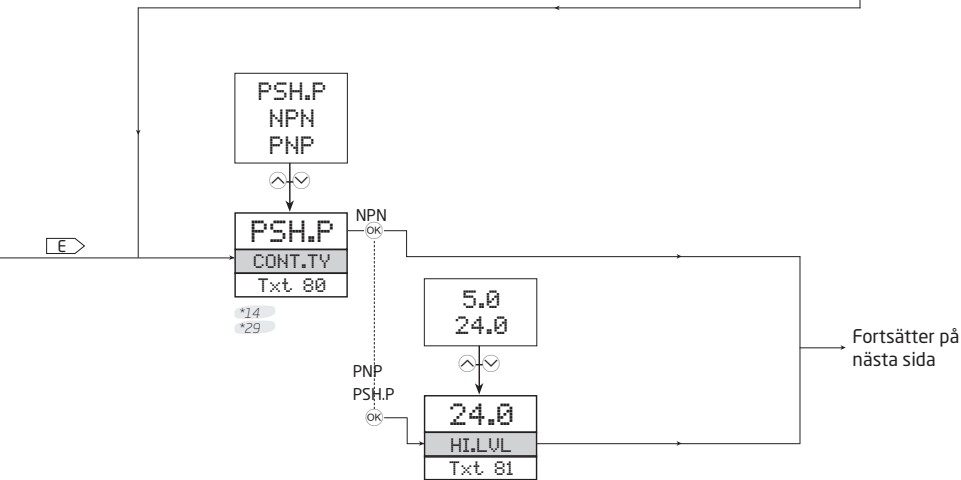 PSH.P
NPN
PNP
E
PSH.P
CONT.TY
Txt 80
*14
*29
NPN
OK
5.0
24.0
PNP
PSH.P
OK
24.0
HI.LVL
Txt 81
Fortsätter på
nästa sida